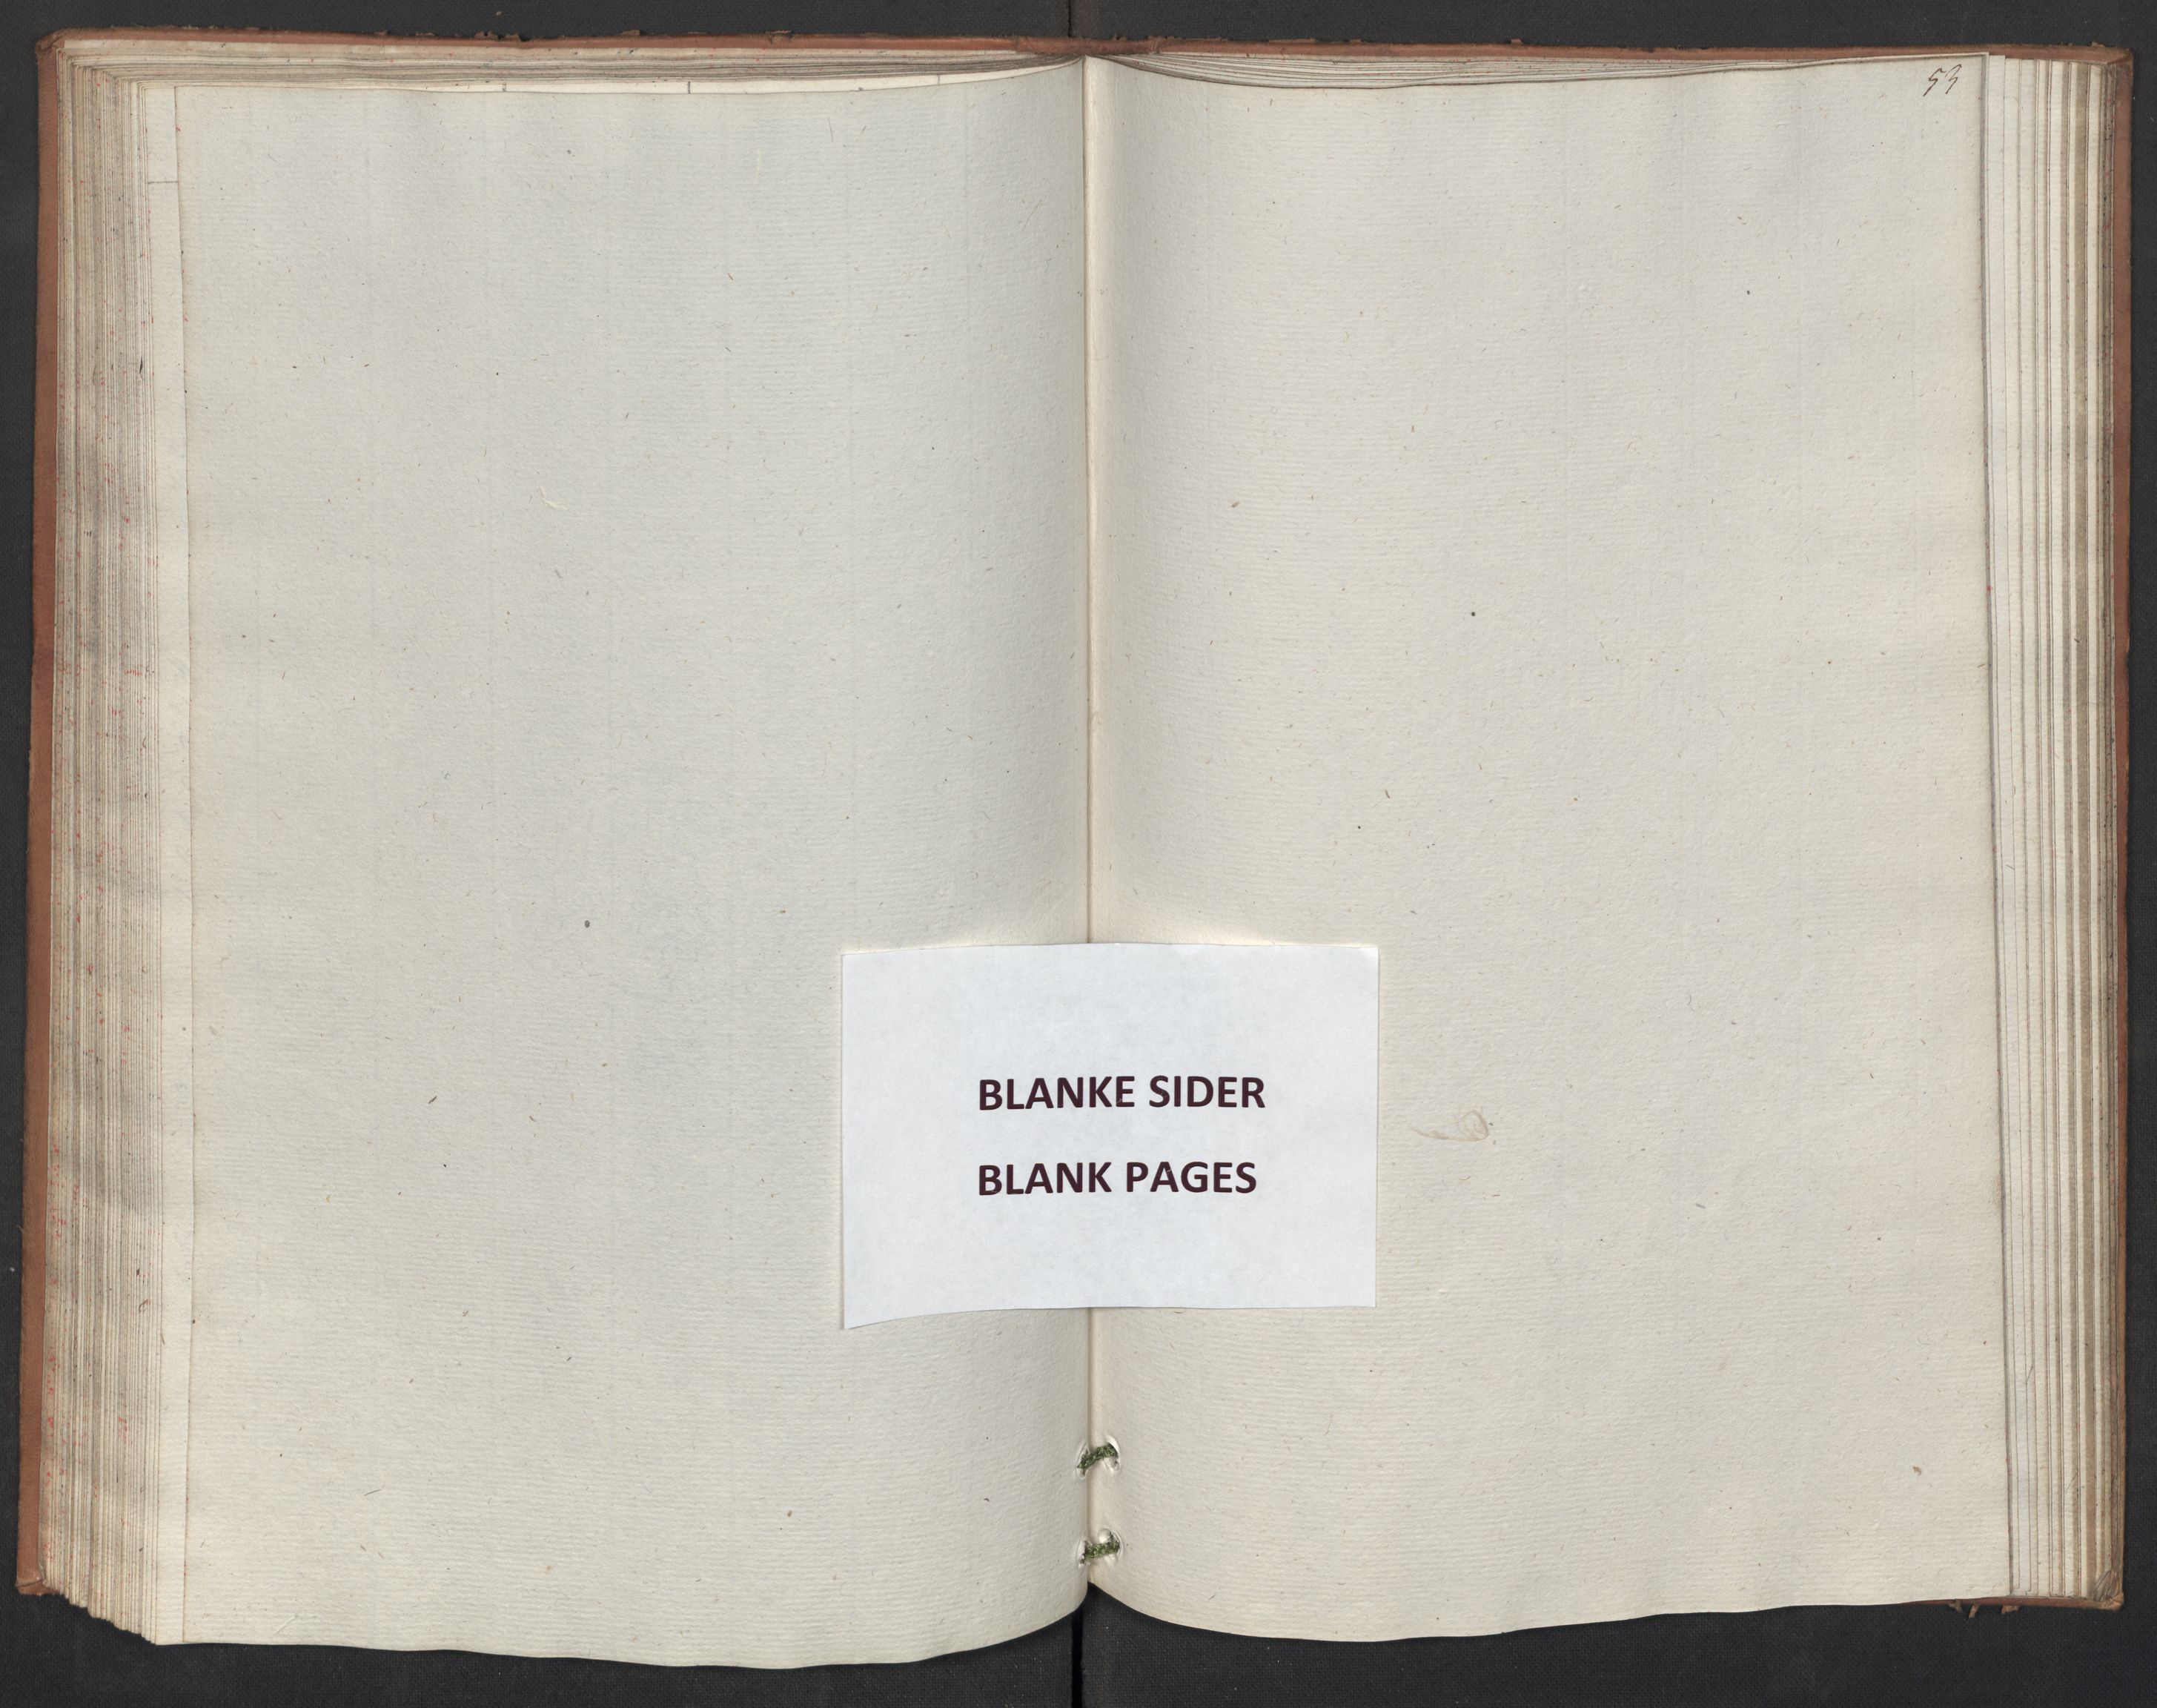 53
BLANKE SIDER
BLANK PAGES